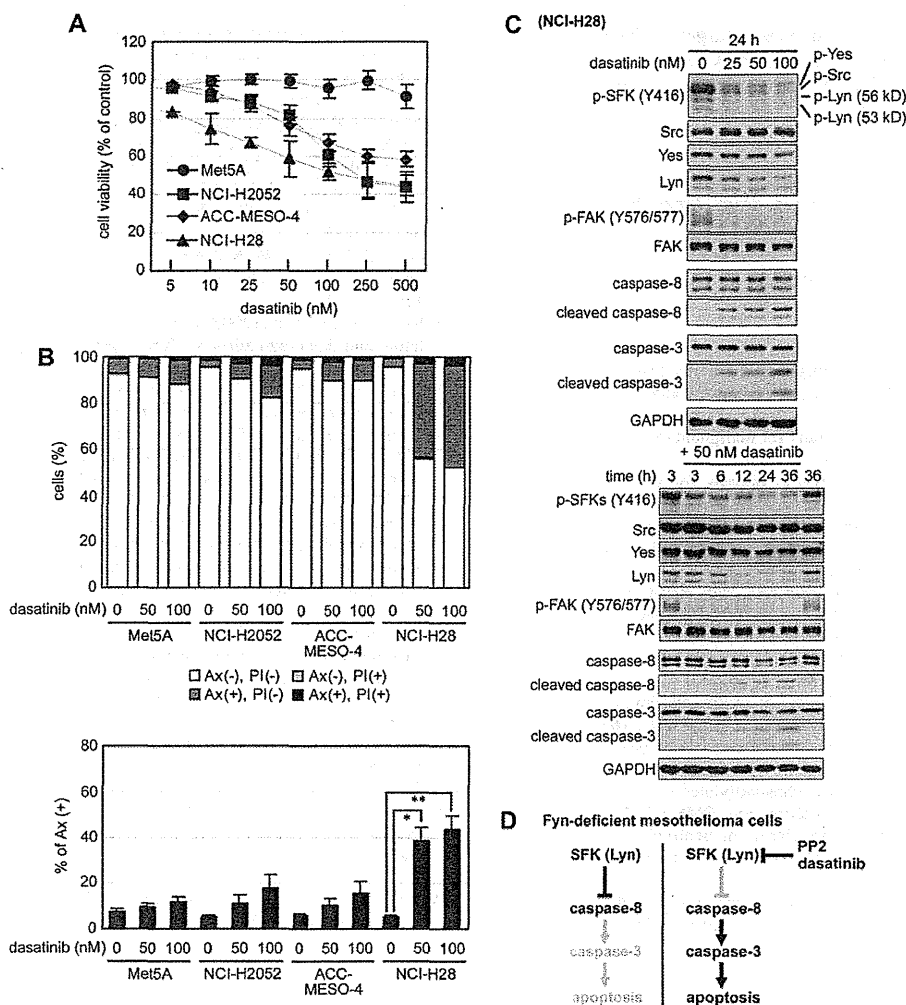 A
120
100
80
60
40
20
0
cell viability (% of control)
Met5A
NCI-H2052
ACC-MESO-4
NCI-H28
5 10 25 50 100 250 500
dasatinib (nM)
B
100
80
60
40
20
0
cells (%)
dasatinib (nM) 0 50 100 0 50 100 0 50 100 0 50 100
Met5A NCI-H2052 ACC-MESO-4 NCI-H28
Ax(-), PI(-) Ax(-), PI(+)
Ax(+), PI(-) Ax(+), PI(+)
80
60
40
20
0
% of Ax (+)
**
*
dasatinib (nM) 0 50 100 0 50 100 0 50 100 0 50 100
Met5A NCI-H2052 ACC-MESO-4 NCI-H28
C (NCI-H28)
24 h
dasatinib (nM) 0 25 50 100
p-Yes
p-Src
p-Lyn (56 kD)
p-Lyn (53 kD)
p-SFK (Y416)
Src
Yes
Lyn
p-FAK (Y576/577)
FAK
caspase-8
cleaved caspase-8
caspase-3
cleaved caspase-3
GAPDH
+ 50 nM dasatinib
time (h) 3 3 6 12 24 36 36
p-SFKs (Y416)
Src
Yes
Lyn
p-FAK (Y576/577)
FAK
caspase-8
cleaved caspase-8
caspase-3
cleaved caspase-3
GAPDH
D Fyn-deficient mesothelioma cells
SFK (Lyn) SFK (Lyn) PP2
dasatinib
caspase-8 caspase-8
caspase-3 caspase-3
apoptosis apoptosis